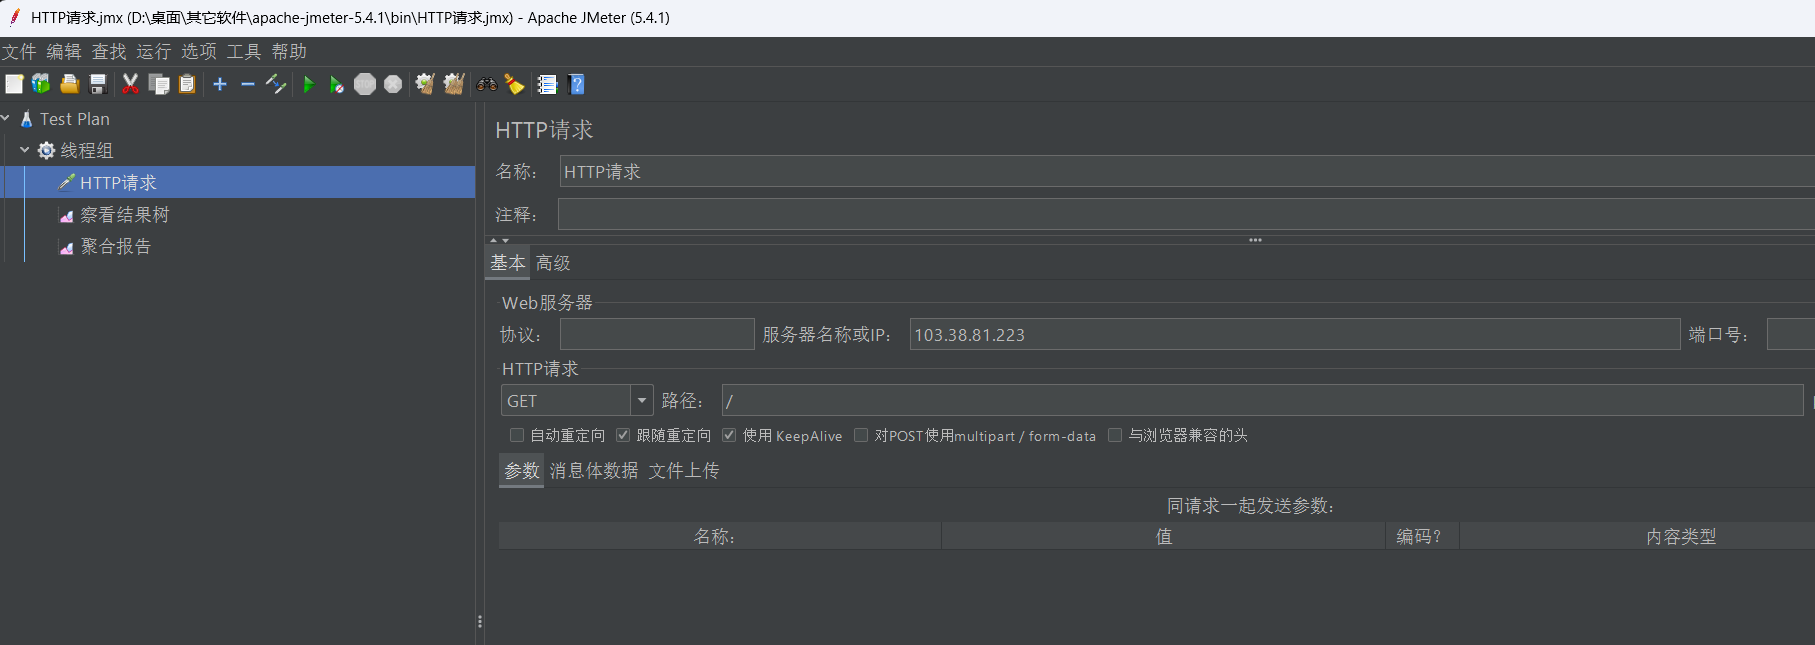 HTTP请求.jmx (D:\桌面\其它软件\apache-jmeter-5.4.1\bin\HTTP请求.jmx) - Apache JMeter (5.4.1)
文件 编辑 查找 运行 选项 工具 帮助
Test Plan
线程组
HTTP请求
察看结果树
聚合报告
HTTP请求
名称: HTTP请求
注释:
基本 高级
Web服务器
协议: 服务器名称或IP: 103.38.81.223 端口号:
HTTP请求
GET 路径: /
自动重定向 跟随重定向 使用 KeepAlive 对POST使用multipart / form-data 与浏览器兼容的头
参数 消息体数据 文件上传
同请求一起发送参数:
名称: 值 编码? 内容类型